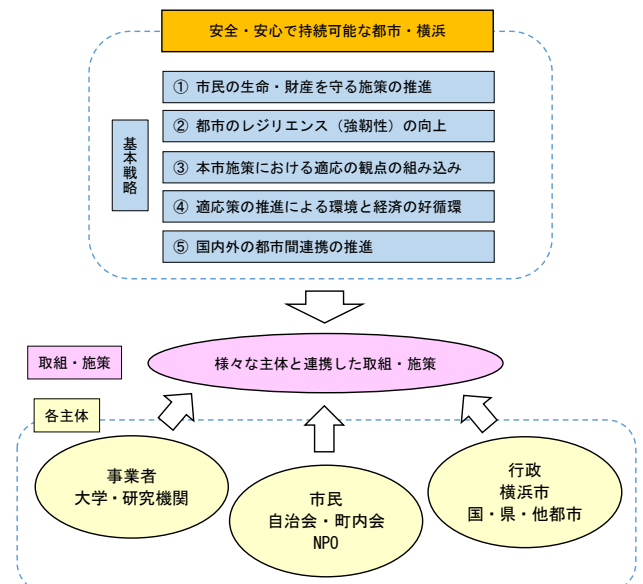 安全・安心で持続可能な都市・横浜
① 市民の生命・財産を守る施策の推進
② 都市のレジリエンス（強靭性）の向上
基本戦略
③ 本市施策における適応の観点の組み込み
④ 適応策の推進による環境と経済の好循環
⑤ 国内外の都市間連携の推進
取組・施策
様々な主体と連携した取組・施策
各主体
事業者
大学・研究機関
市民
自治会・町内会
NPO
行政
横浜市
国・県・他都市